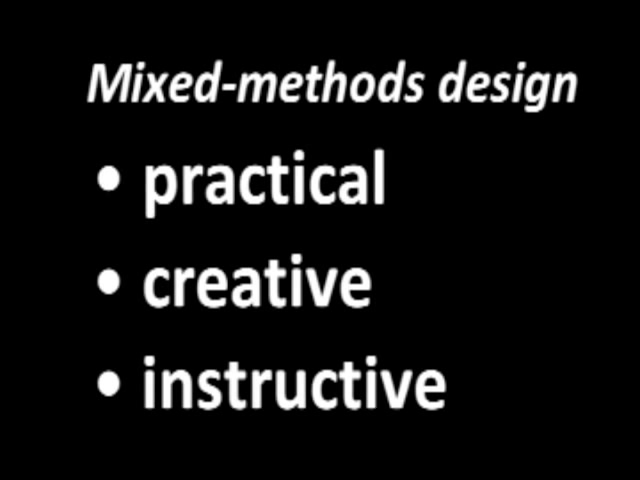 Mixed-methods design
• practical
• creative
• instructive